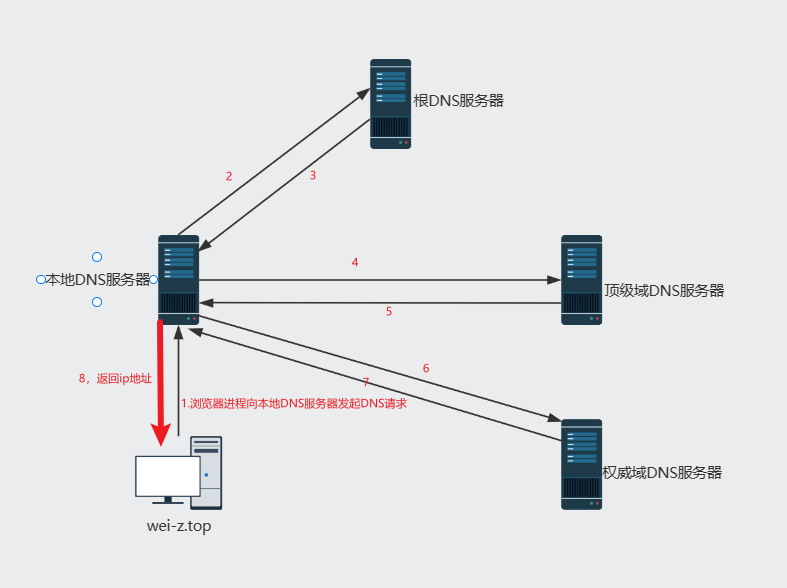 根DNS服务器
2
3
本地DNS服务器
4
顶级域DNS服务器
5
6
7
8，返回ip地址
1.浏览器进程向本地DNS服务器发起DNS请求
权威域DNS服务器
wei-z.top